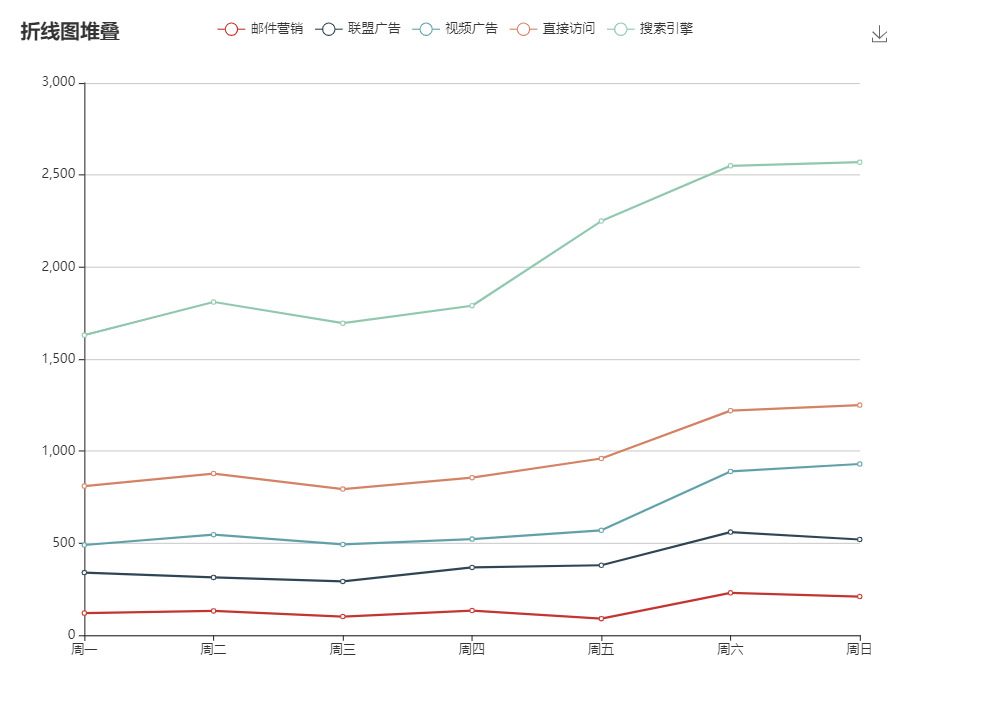 折线图堆叠
邮件营销 联盟广告 视频广告 直接访问 搜索引擎
3,000
2,500
2,000
1,500
1,000
500
0
周一 周二 周三 周四 周五 周六 周日